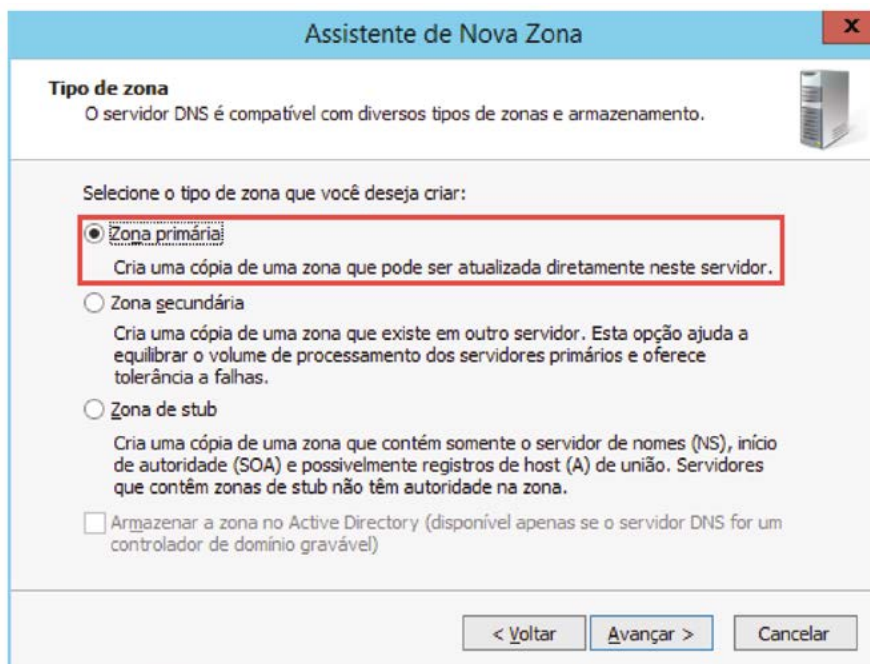 Assistente de Nova Zona
x
Tipo de zona
O servidor DNS é compatível com diversos tipos de zonas e armazenamento.
Selecione o tipo de zona que você deseja criar:
Zona primária
Cria uma cópia de uma zona que pode ser atualizada diretamente neste servidor.
Zona secundária
Cria uma cópia de uma zona que existe em outro servidor. Esta opção ajuda a
equilibrar o volume de processamento dos servidores primários e oferece
tolerância a falhas.
Zona de stub
Cria uma cópia de uma zona que contém somente o servidor de nomes (NS), início
de autoridade (SOA) e possivelmente registros de host (A) de união. Servidores
que contêm zonas de stub não têm autoridade na zona.
Armazenar a zona no Active Directory (disponível apenas se o servidor DNS for um
controlador de domínio gravável)
< Voltar Avançar > Cancelar